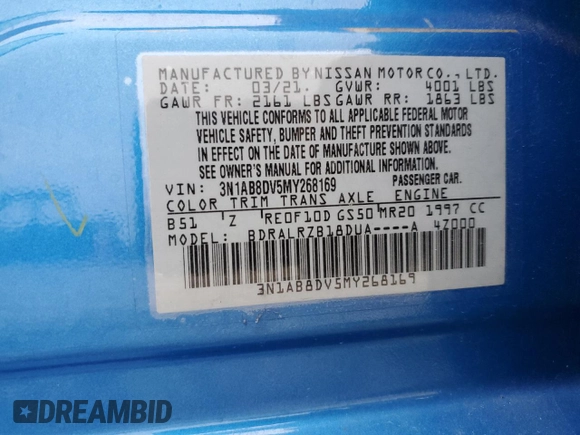 MANUFACTURED BY NISSAN MOTOR CO., LTD.
DATE: 03/21. GVWR: 4001 LBS
GAWR FR: 2161 LBS GAWR RR: 1863 LBS
THIS VEHICLE CONFORMS TO ALL APPLICABLE FEDERAL MOTOR
VEHICLE SAFETY, BUMPER AND THEFT PREVENTION STANDARDS
IN EFFECT ON THE DATE OF MANUFACTURE SHOWN ABOVE.
SEE OWNER'S MANUAL FOR ADDITIONAL INFORMATION.
VIN: 3N1AB8DV5MY268169 PASSENGER CAR.
COLOR TRIM TRANS AXLE ENGINE
B51 'Z RE0F10D GS50 MR20 1997 CC
MODEL: BDRALRZB18DUA----A 4Z000
3N1AB8DV5MY268169
DREAMBID